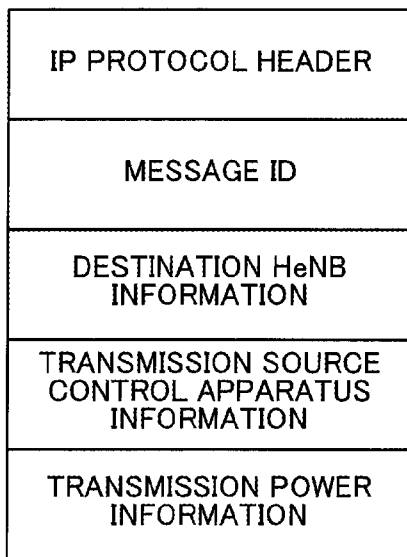 IP PROTOCOL HEADER
MESSAGE ID
DESTINATION HeNB
INFORMATION
TRANSMISSION SOURCE
CONTROL APPARATUS
INFORMATION
TRANSMISSION POWER
INFORMATION